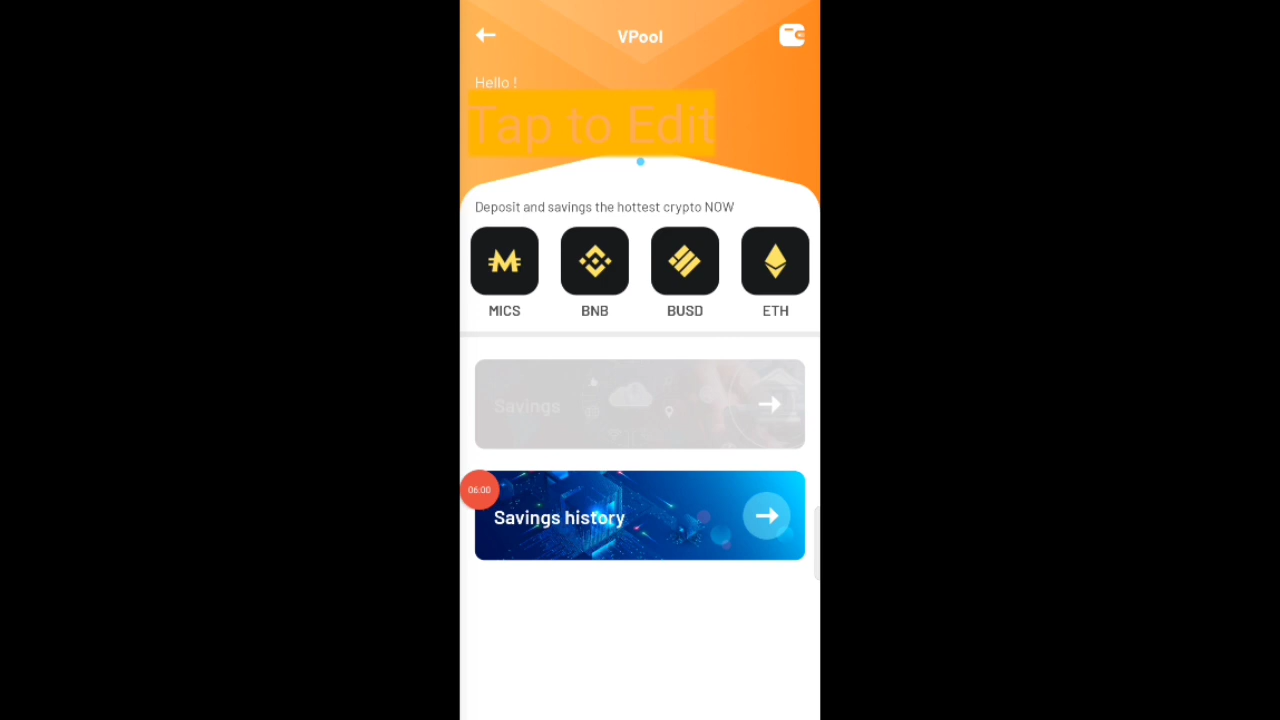 VPool
Hello !
Tap to Edit
Deposit and savings the hottest crypto NOW
MICS
BNB
BUSD
ETH
Savings
06:00
Savings history